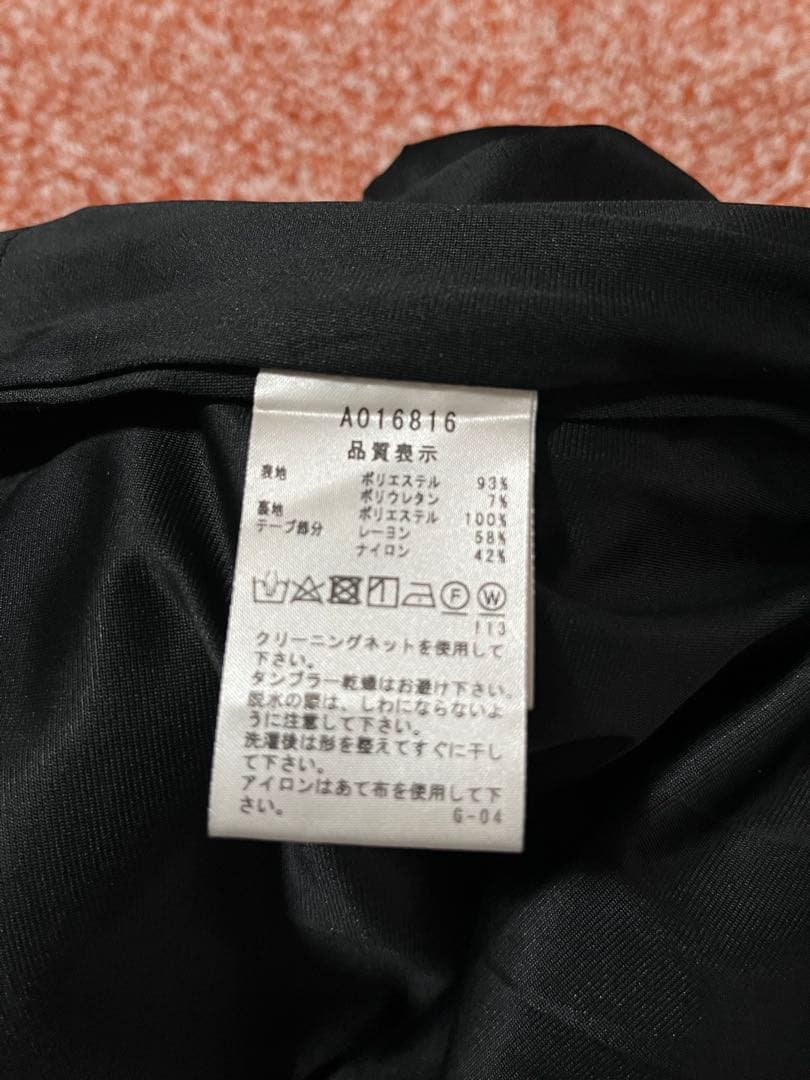 A016816
品質表示
表地 ポリエステル 93%
ポリウレタン 7%
裏地 ポリエステル 100%
テープ部分 レーヨン 58%
ナイロン 42%
F W
113
クリーニングネットを使用して
下さい。
タンブラー乾燥はお避け下さい。
脱水の際は、しわにならないよ
うに注意して下さい。
洗濯後は形を整えてすぐに干し
て下さい。
アイロンはあて布を使用して下
さい。 G-04